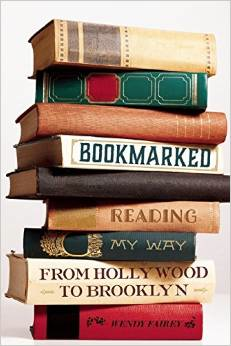 BOOKMARKED
READING
MY WAY
FROM HOLLYWOOD
TO BROOKLYN
WENDY FAIREY